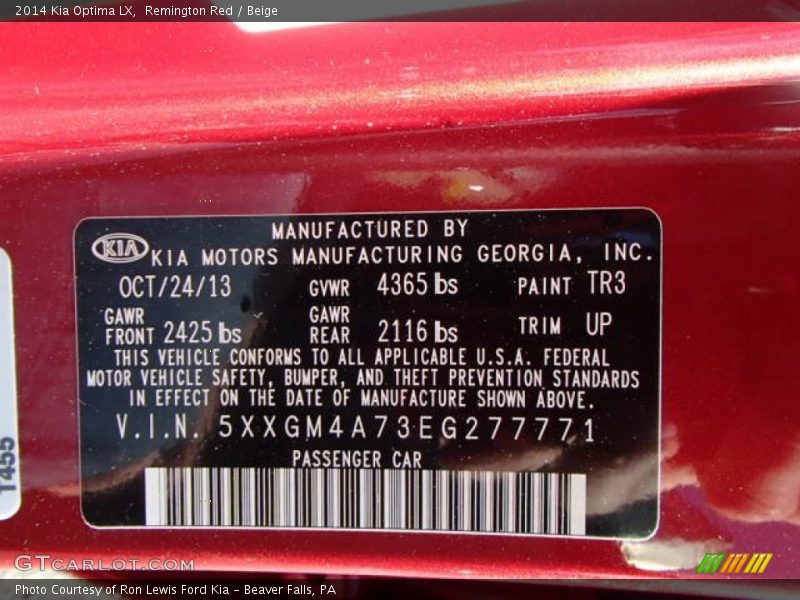 2014 Kia Optima LX, Remington Red / Beige
MANUFACTURED BY
KIA KIA MOTORS MANUFACTURING GEORGIA, INC.
OCT/24/13 GVWR 4365 lbs PAINT TR3
GAWR FRONT 2425 lbs GAWR REAR 2116 lbs TRIM UP
THIS VEHICLE CONFORMS TO ALL APPLICABLE U.S.A. FEDERAL
MOTOR VEHICLE SAFETY, BUMPER, AND THEFT PREVENTION STANDARDS
IN EFFECT ON THE DATE OF MANUFACTURE SHOWN ABOVE.
V.I.N. 5XXGM4A73EG277771
PASSENGER CAR
1455
GTCARLOT.COM
Photo Courtesy of Ron Lewis Ford Kia - Beaver Falls, PA